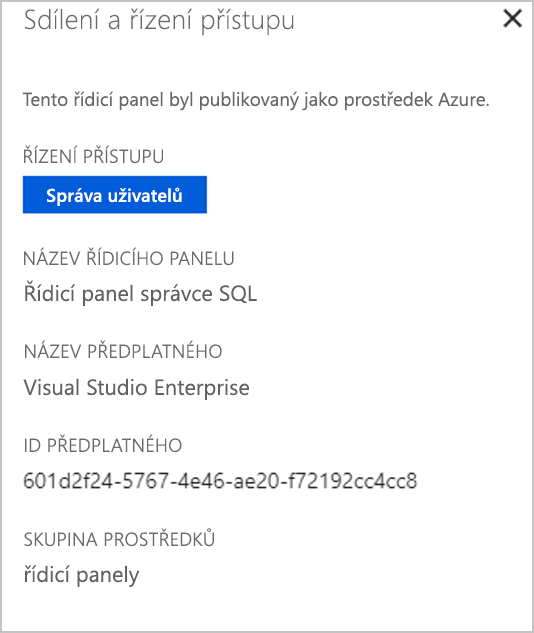 Sdílení a řízení přístupu
Tento řídicí panel byl publikovaný jako prostředek Azure.
ŘÍZENÍ PŘÍSTUPU
Správa uživatelů
NÁZEV ŘÍDICÍHO PANELU
Řídicí panel správce SQL
NÁZEV PŘEDPLATNÉHO
Visual Studio Enterprise
ID PŘEDPLATNÉHO
601d2f24-5767-4e46-ae20-f72192cc4cc8
SKUPINA PROSTŘEDKŮ
řídicí panely